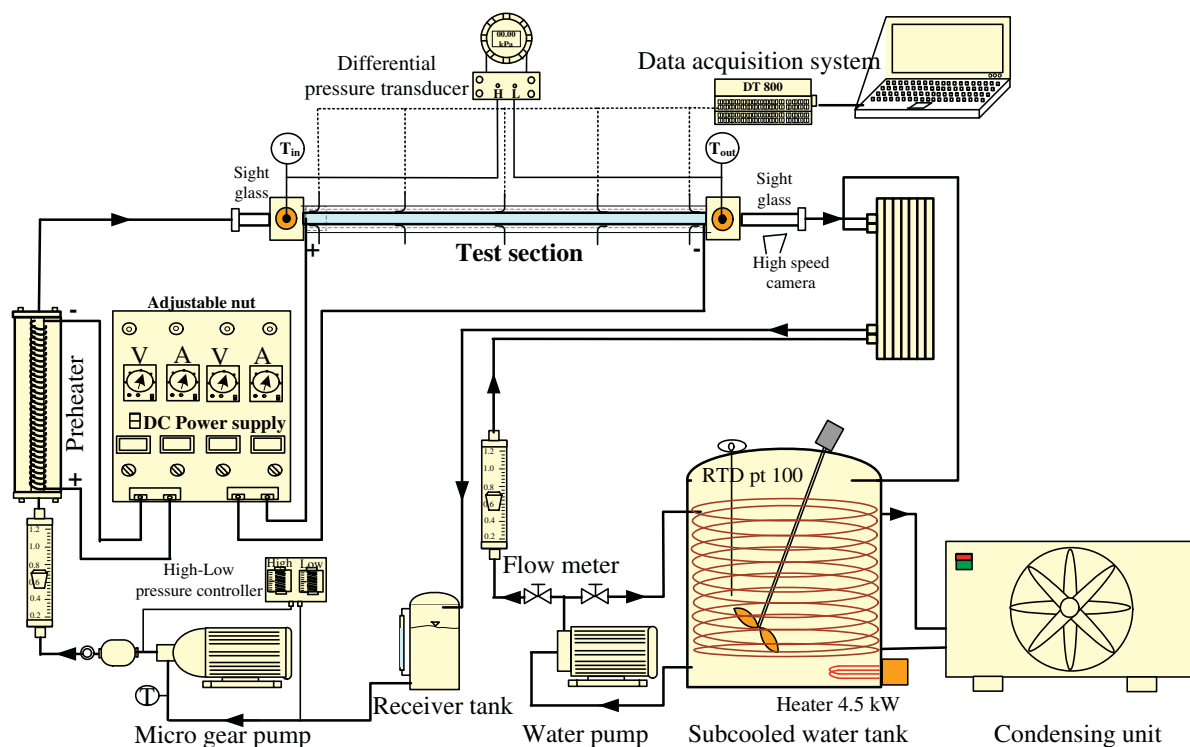 00.00
kPa
Differential
pressure transducer
H L
Data acquisition system
DT 800
Tin
Tout
Sight
glass
Sight
glass
+
-
Test section
High speed
camera
Adjustable nut
-
V A V A
Preheater
DC Power supply
+
RTD pt 100
1.2
1.0
0.8
0.6
0.4
0.2
1.2
1.0
0.8
0.6
0.4
0.2
High-Low
pressure controller
High Low
Flow meter
T
Heater 4.5 kW
Micro gear pump
Receiver tank
Water pump
Subcooled water tank
Condensing unit